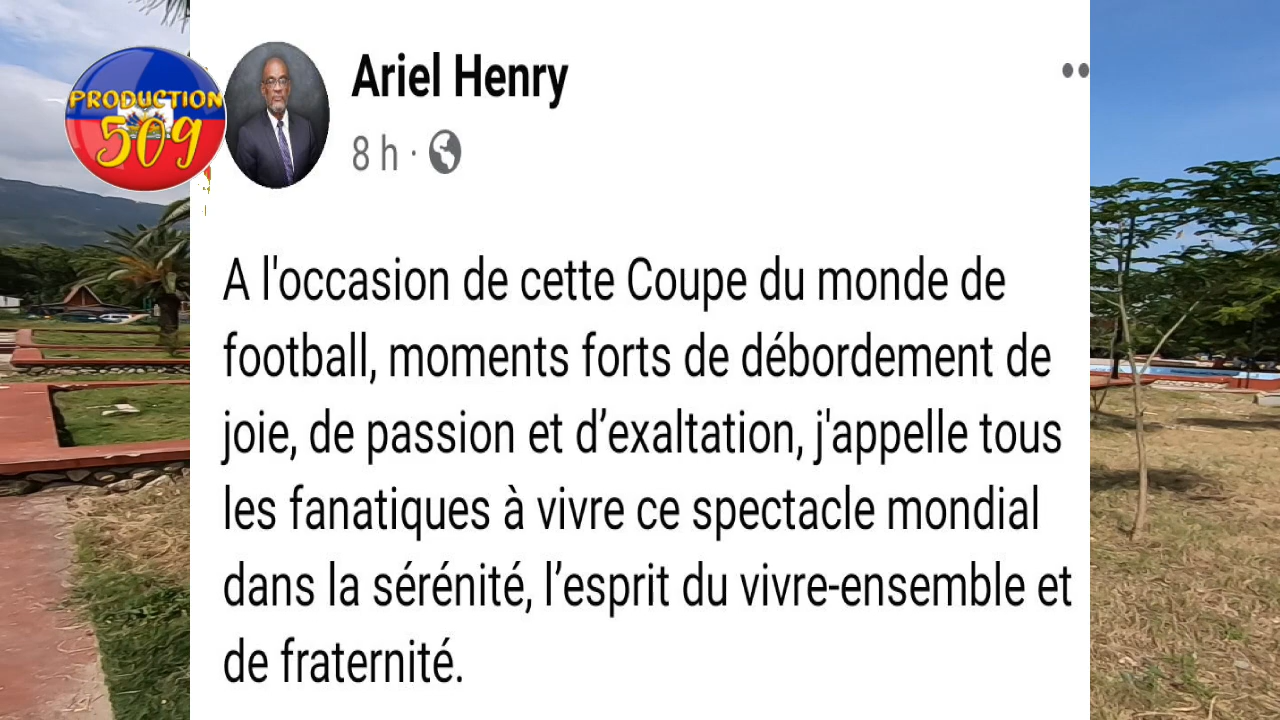 PRODUCTION
509
Ariel Henry
8 h ·
A l'occasion de cette Coupe du monde de
football, moments forts de débordement de
joie, de passion et d’exaltation, j'appelle tous
les fanatiques à vivre ce spectacle mondial
dans la sérénité, l’esprit du vivre-ensemble et
de fraternité.